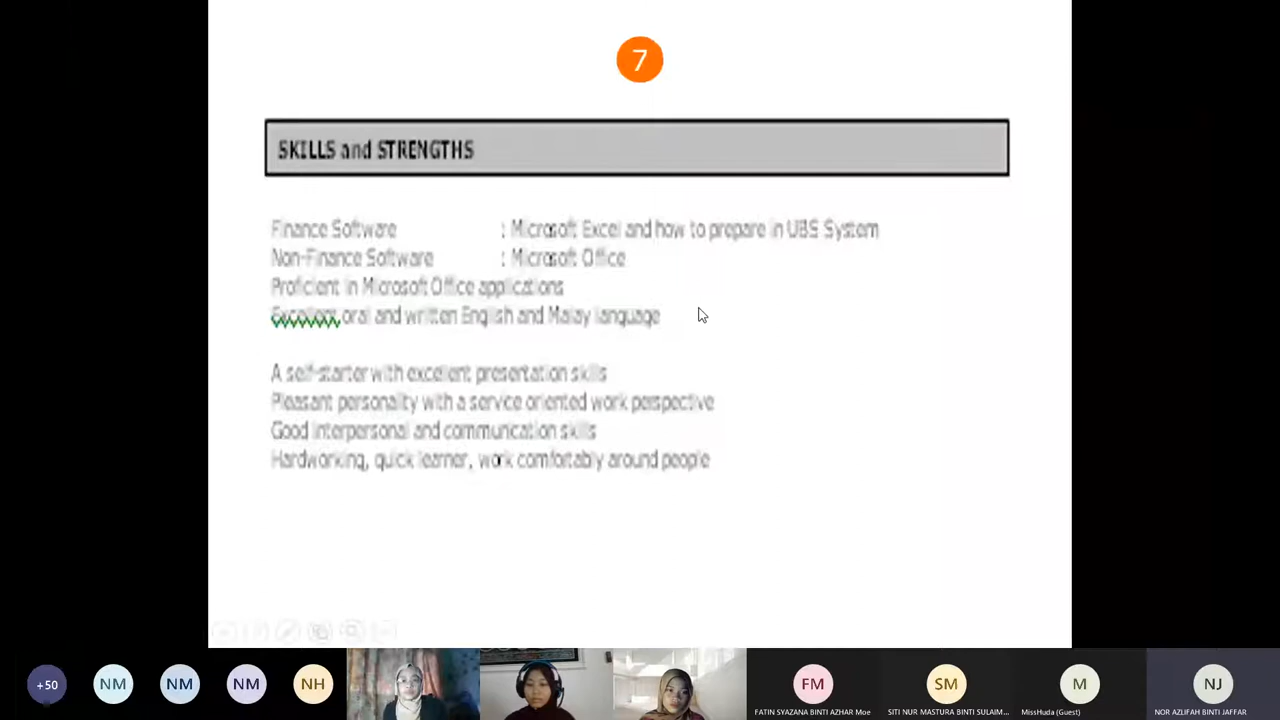 7
SKILLS and STRENGTHS
Finance Software : Microsoft Excel and how to prepare in UBS System
Non-Finance Software : Microsoft Office
Proficient in Microsoft Office applications
Excellent oral and written English and Malay language
A self-starter with excellent presentation skills
Pleasant personality with a service oriented work perspective
Good interpersonal and communication skills
Hardworking, quick learner, work comfortably around people
+50 NM NM NM NH FM SM M NJ
FATIN SYAZANA BINTI AZHAR Moe SITI NUR MASTURA BINTI SULAIM... MissHuda (Guest) NOR AZLIFAH BINTI JAFFAR